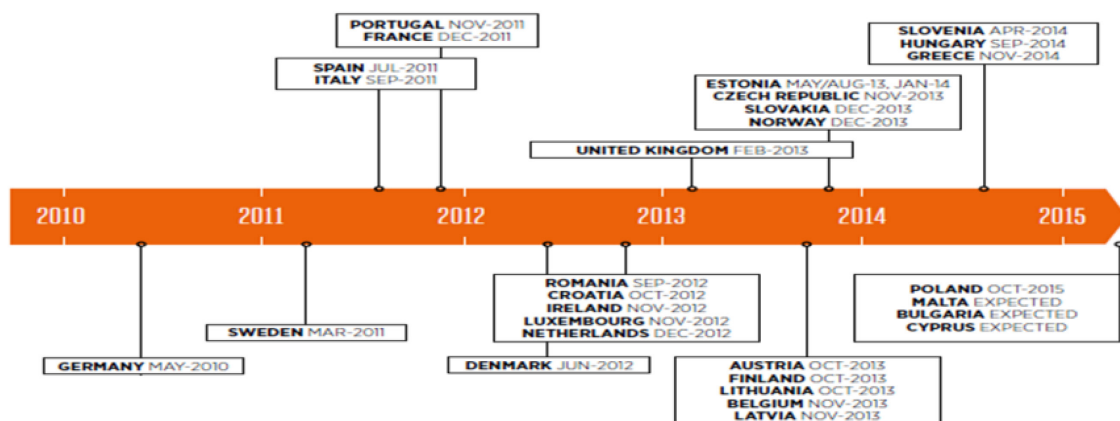 PORTUGAL NOV-2011
FRANCE DEC-2011
SPAIN JUL-2011
ITALY SEP-2011
SLOVENIA APR-2014
HUNGARY SEP-2014
GREECE NOV-2014
ESTONIA MAY/AUG-13, JAN-14
CZECH REPUBLIC NOV-2013
SLOVAKIA DEC-2013
NORWAY DEC-2013
UNITED KINGDOM FEB-2013
2010 2011 2012 2013 2014 2015
GERMANY MAY-2010
SWEDEN MAR-2011
ROMANIA SEP-2012
CROATIA OCT-2012
IRELAND NOV-2012
LUXEMBOURG NOV-2012
NETHERLANDS DEC-2012
DENMARK JUN-2012
AUSTRIA OCT-2013
FINLAND OCT-2013
LITHUANIA OCT-2013
BELGIUM NOV-2013
LATVIA NOV-2013
POLAND OCT-2015
MALTA EXPECTED
BULGARIA EXPECTED
CYPRUS EXPECTED